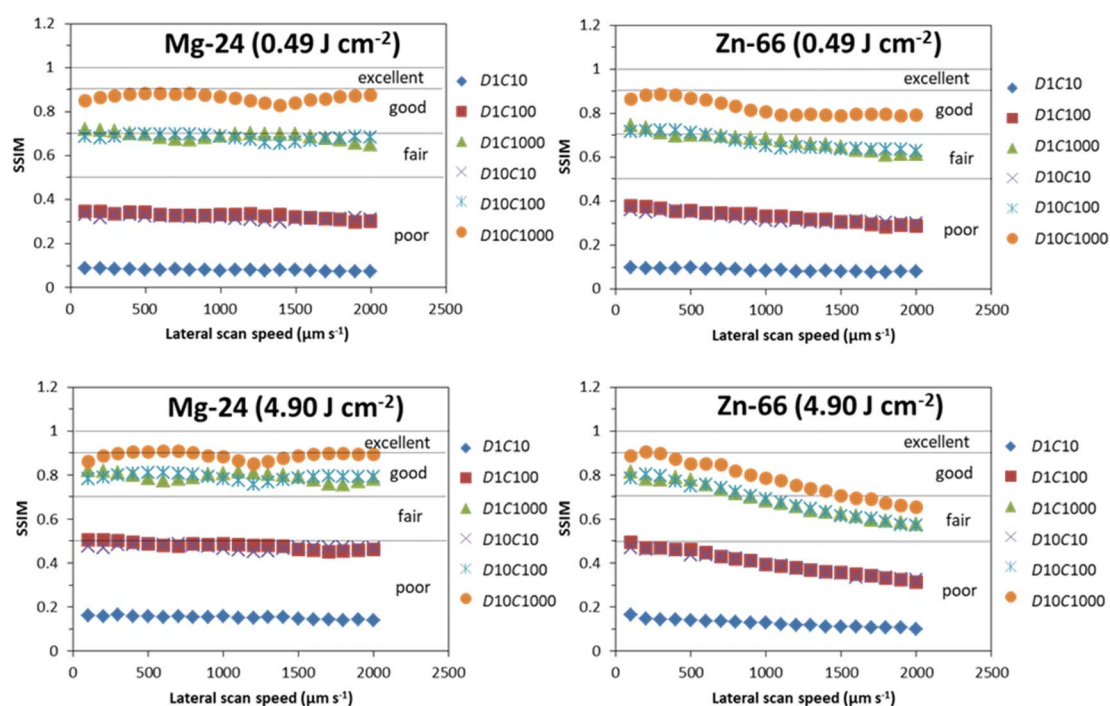 Mg-24 (0.49 J cm⁻²)
1.2
1
0.8
0.6
0.4
0.2
0
SSIM
excellent
good
fair
poor
0
500
1000
1500
2000
2500
Lateral scan speed (µm s⁻¹)
D1C10
D1C100
D1C1000
D10C10
D10C100
D10C1000
Zn-66 (0.49 J cm⁻²)
1.2
1
0.8
0.6
0.4
0.2
0
SSIM
excellent
good
fair
poor
0
500
1000
1500
2000
2500
Lateral scan speed (µm s⁻¹)
D1C10
D1C100
D1C1000
D10C10
D10C100
D10C1000
Mg-24 (4.90 J cm⁻²)
1.2
1
0.8
0.6
0.4
0.2
0
SSIM
excellent
good
fair
poor
0
500
1000
1500
2000
2500
Lateral scan speed (µm s⁻¹)
D1C10
D1C100
D1C1000
D10C10
D10C100
D10C1000
Zn-66 (4.90 J cm⁻²)
1.2
1
0.8
0.6
0.4
0.2
0
SSIM
excellent
good
fair
poor
0
500
1000
1500
2000
2500
Lateral scan speed (µm s⁻¹)
D1C10
D1C100
D1C1000
D10C10
D10C100
D10C1000